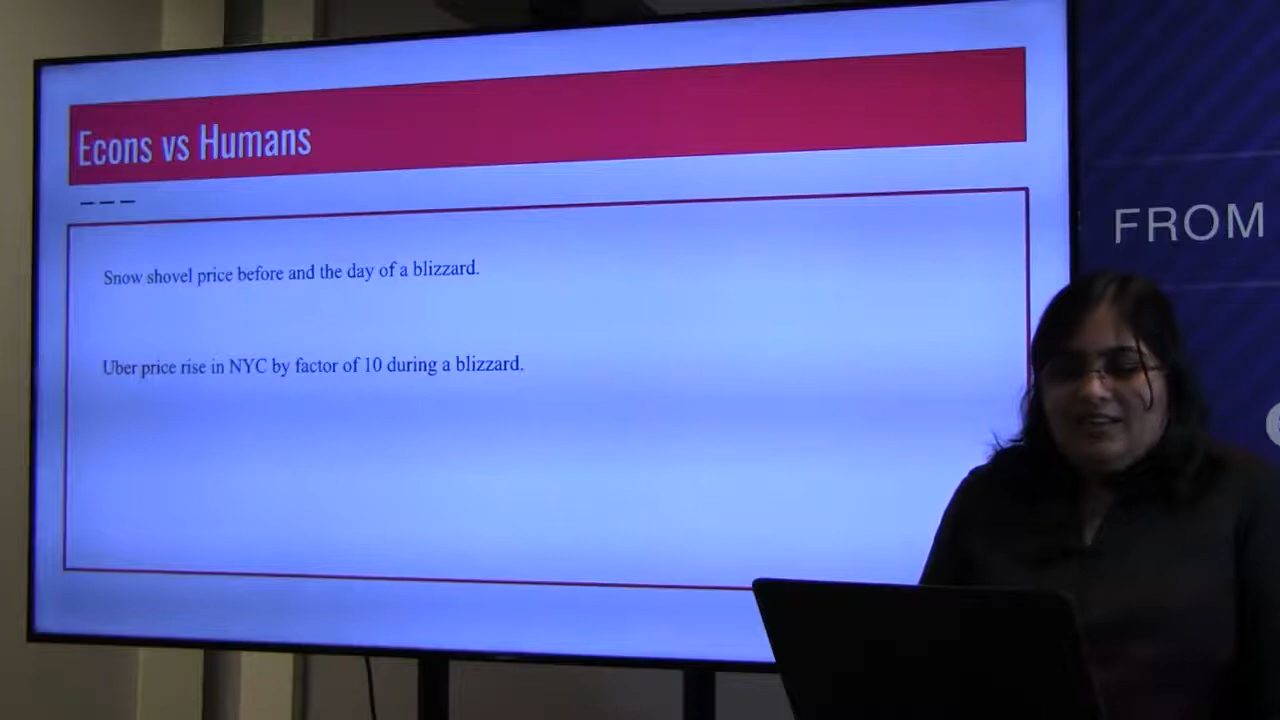 Econs vs Humans
Snow shovel price before and the day of a blizzard.
Uber price rise in NYC by factor of 10 during a blizzard.
FROM